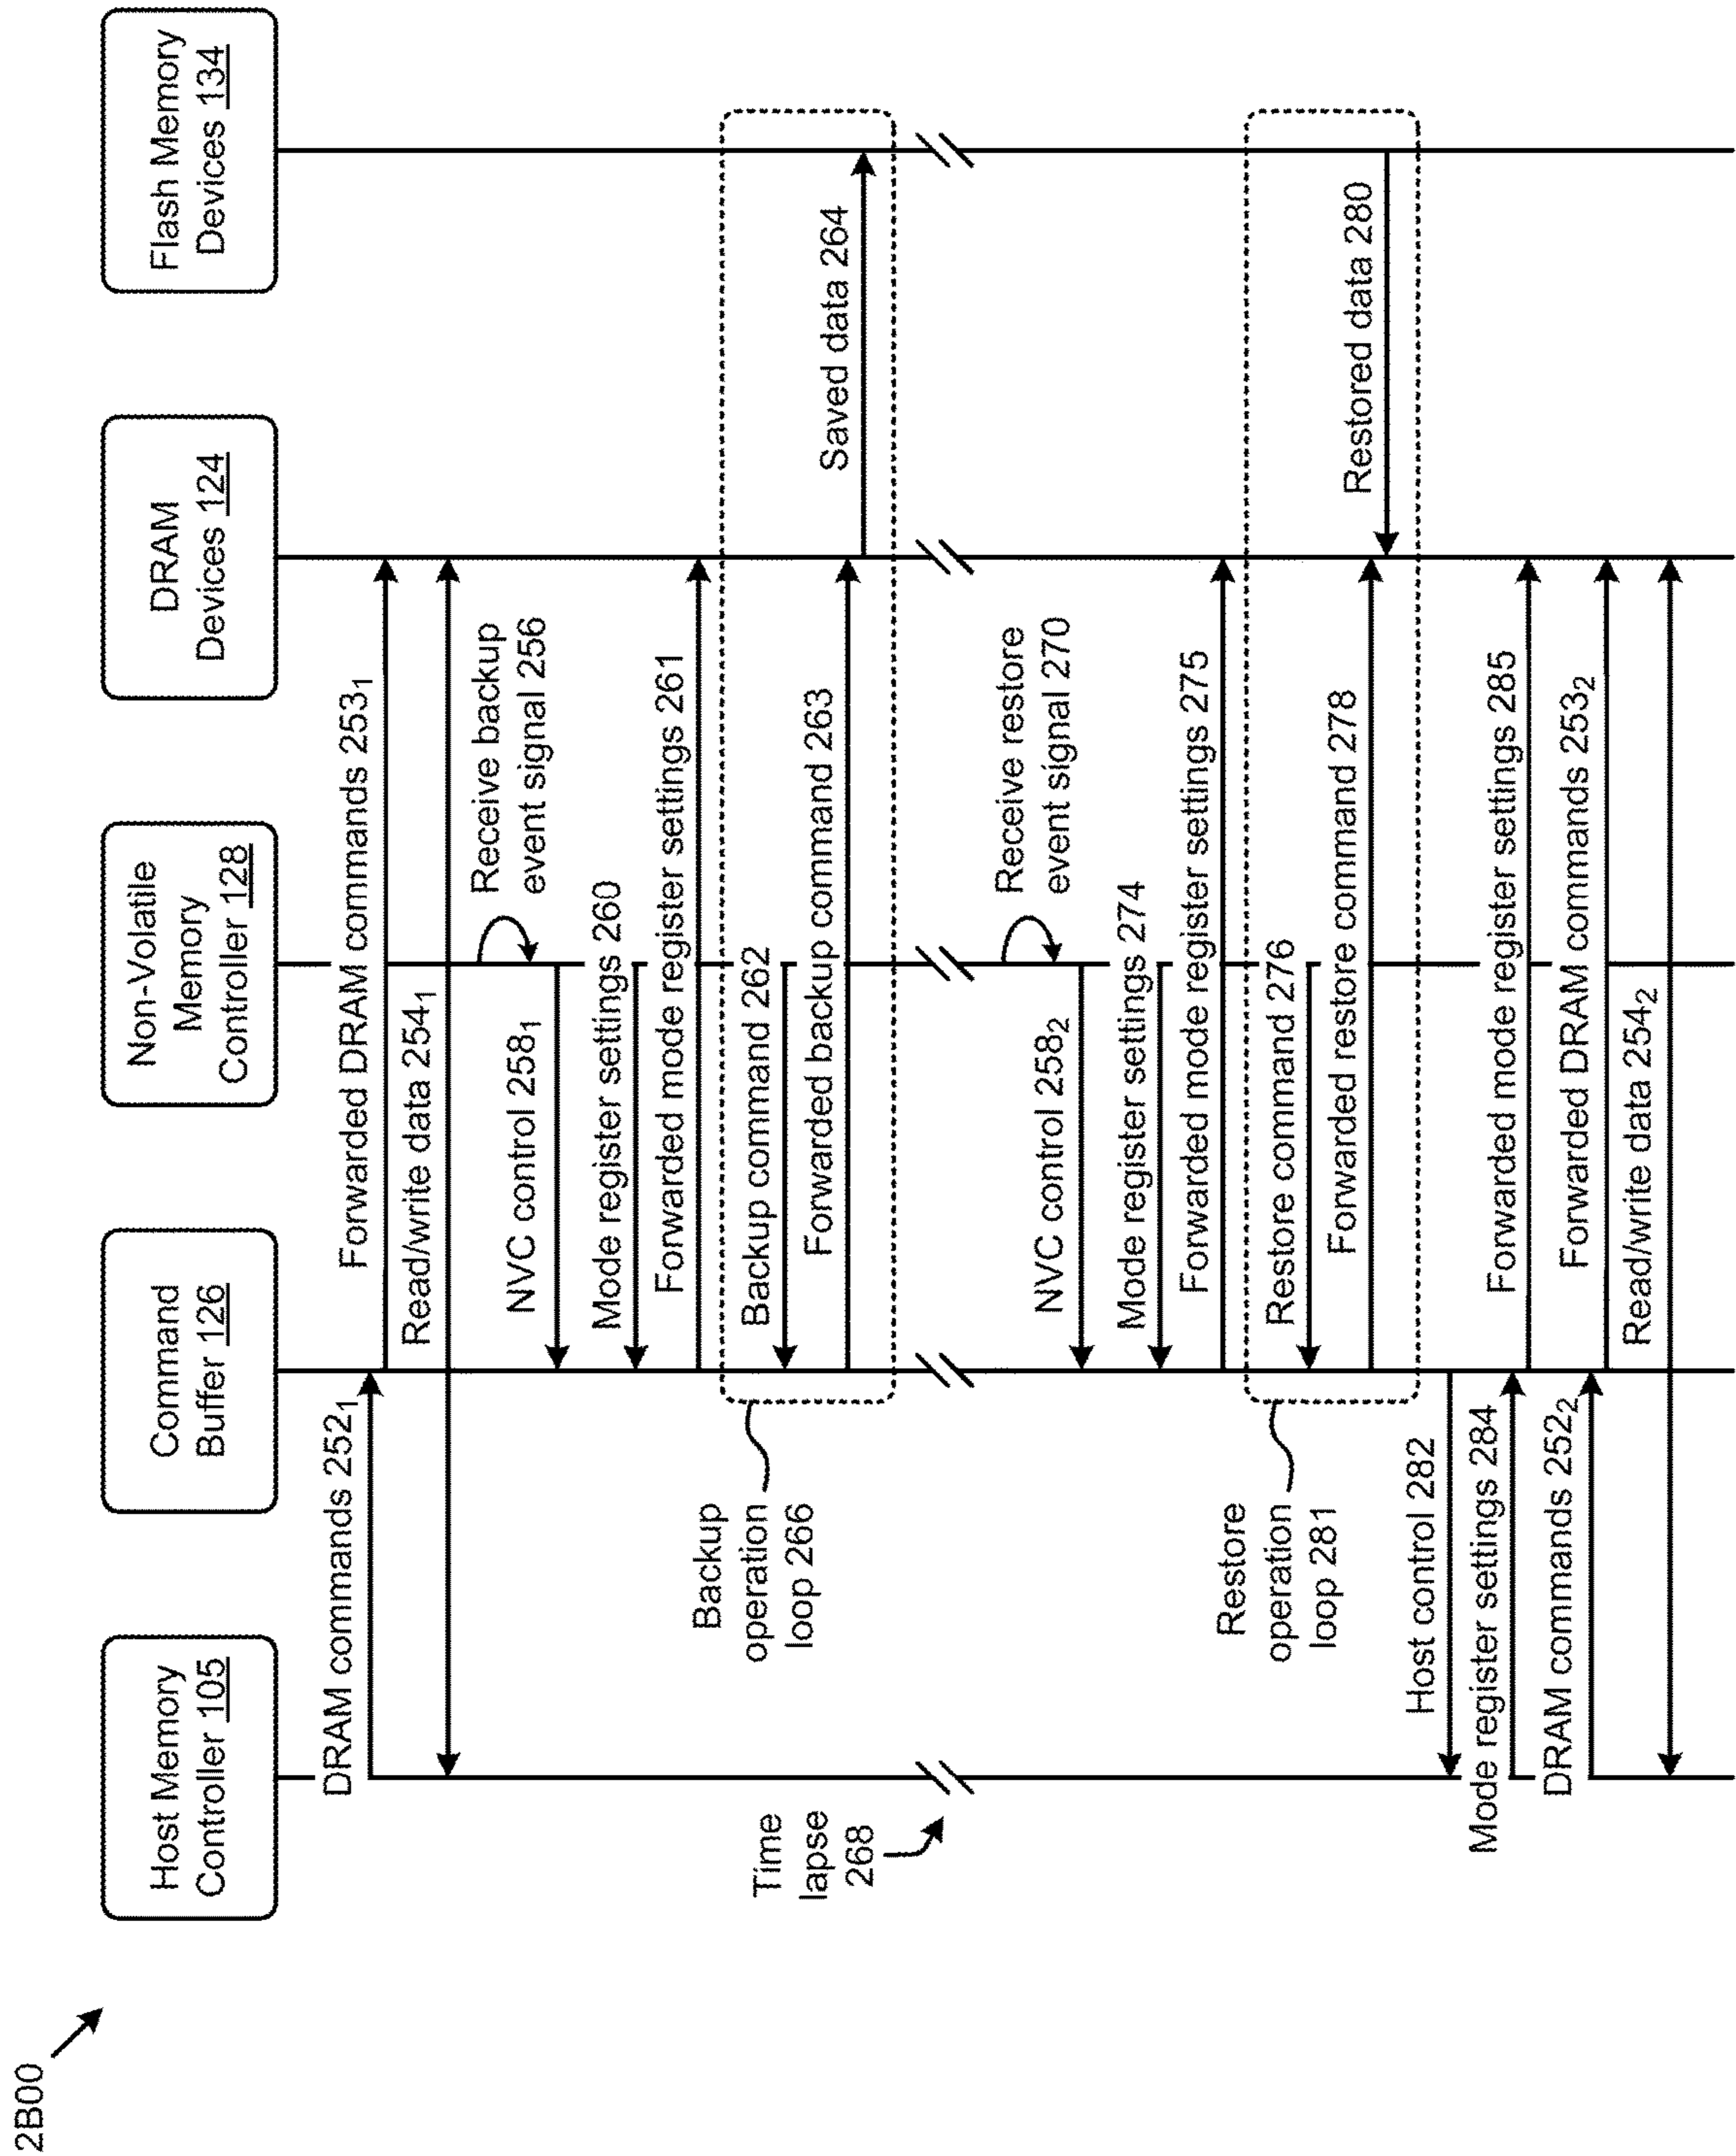 2B00
Host Memory
Controller 105
Command
Buffer 126
Non-Volatile
Memory
Controller 128
DRAM
Devices 124
Flash Memory
Devices 134
DRAM commands 252₁
Forwarded DRAM commands 253₁
Read/write data 254₁
Receive backup
event signal 256
NVC control 258₁
Mode register settings 260
Forwarded mode register settings 261
Backup command 262
Forwarded backup command 263
Saved data 264
Backup
operation
loop 266
Time
lapse
268
Receive restore
event signal 270
NVC control 258₂
Mode register settings 274
Forwarded mode register settings 275
Restore command 276
Forwarded restore command 278
Restored data 280
Restore
operation
loop 281
Host control 282
Mode register settings 284
Forwarded mode register settings 285
DRAM commands 252₂
Forwarded DRAM commands 253₂
Read/write data 254₂